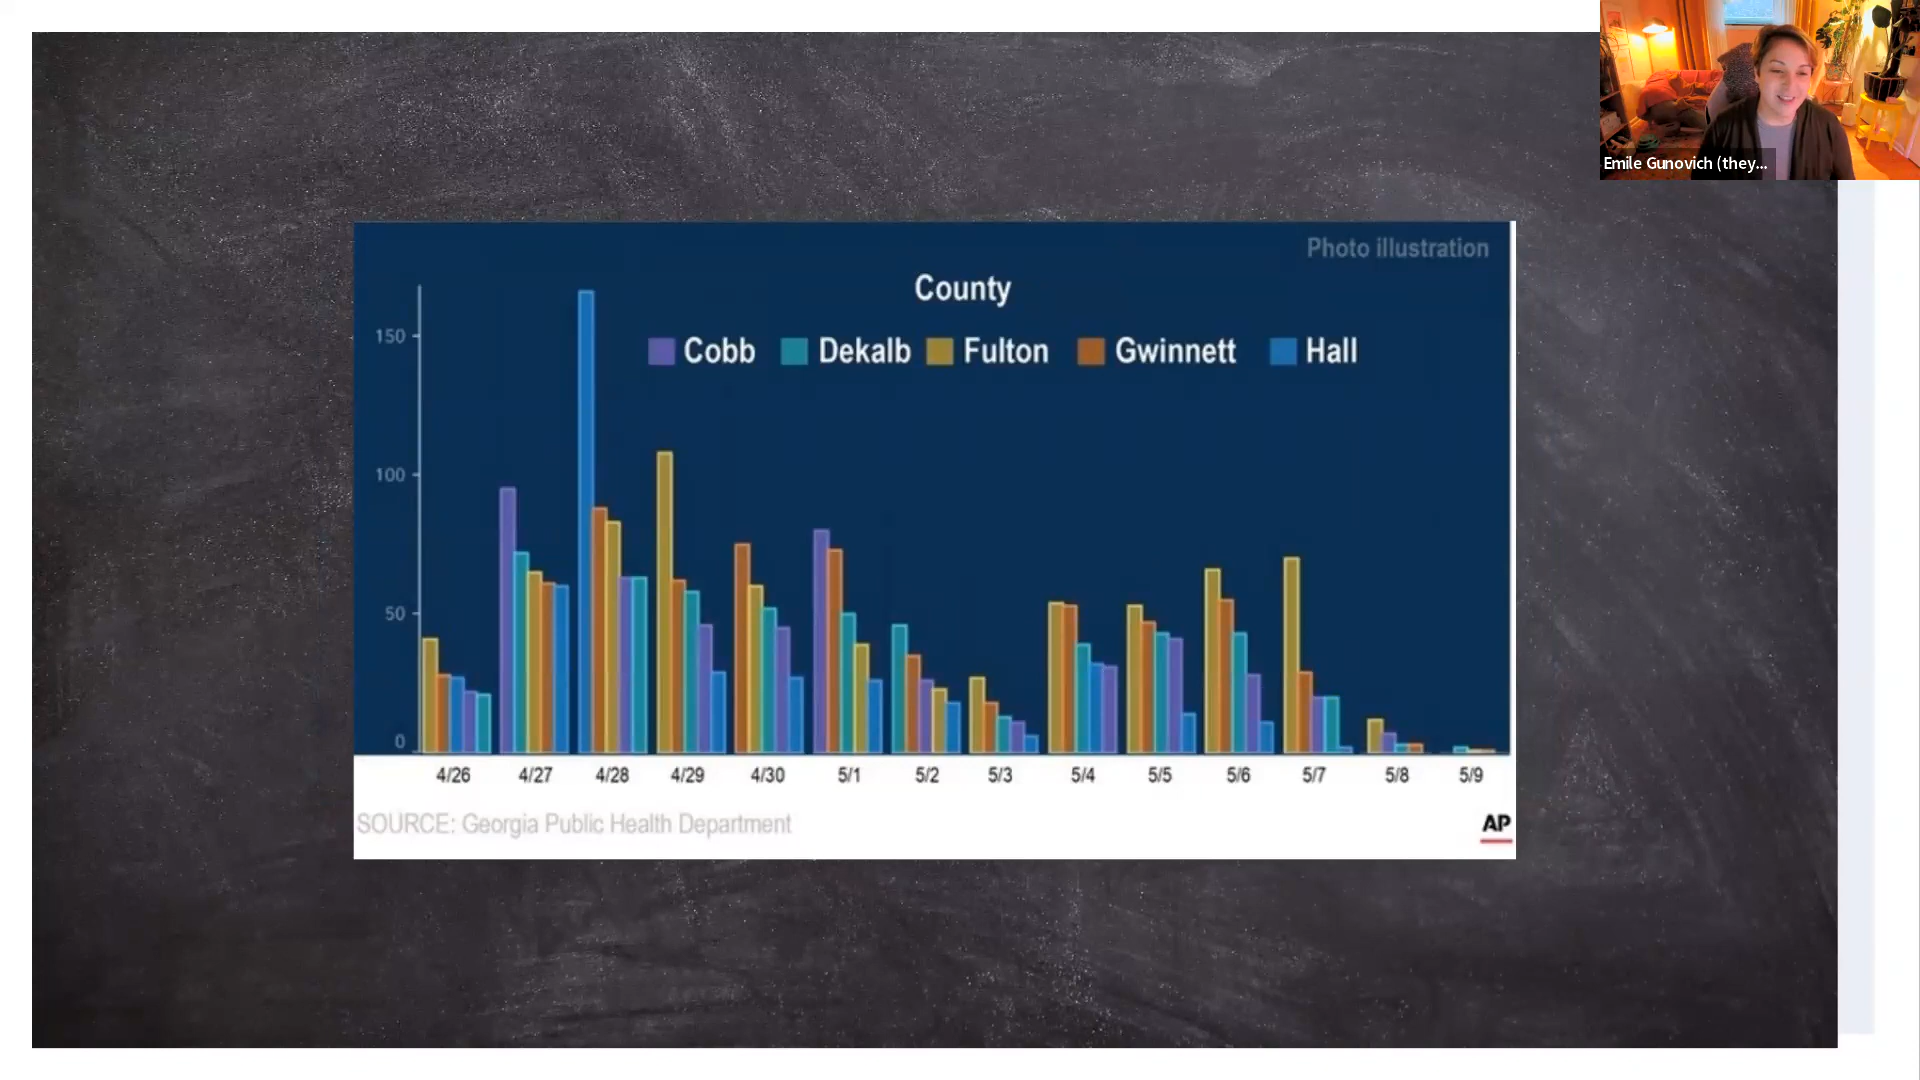 Emile Gunovich (they...
Photo illustration
County
Cobb Dekalb Fulton Gwinnett Hall
150
100
50
0
4/26 4/27 4/28 4/29 4/30 5/1 5/2 5/3 5/4 5/5 5/6 5/7 5/8 5/9
SOURCE: Georgia Public Health Department
AP